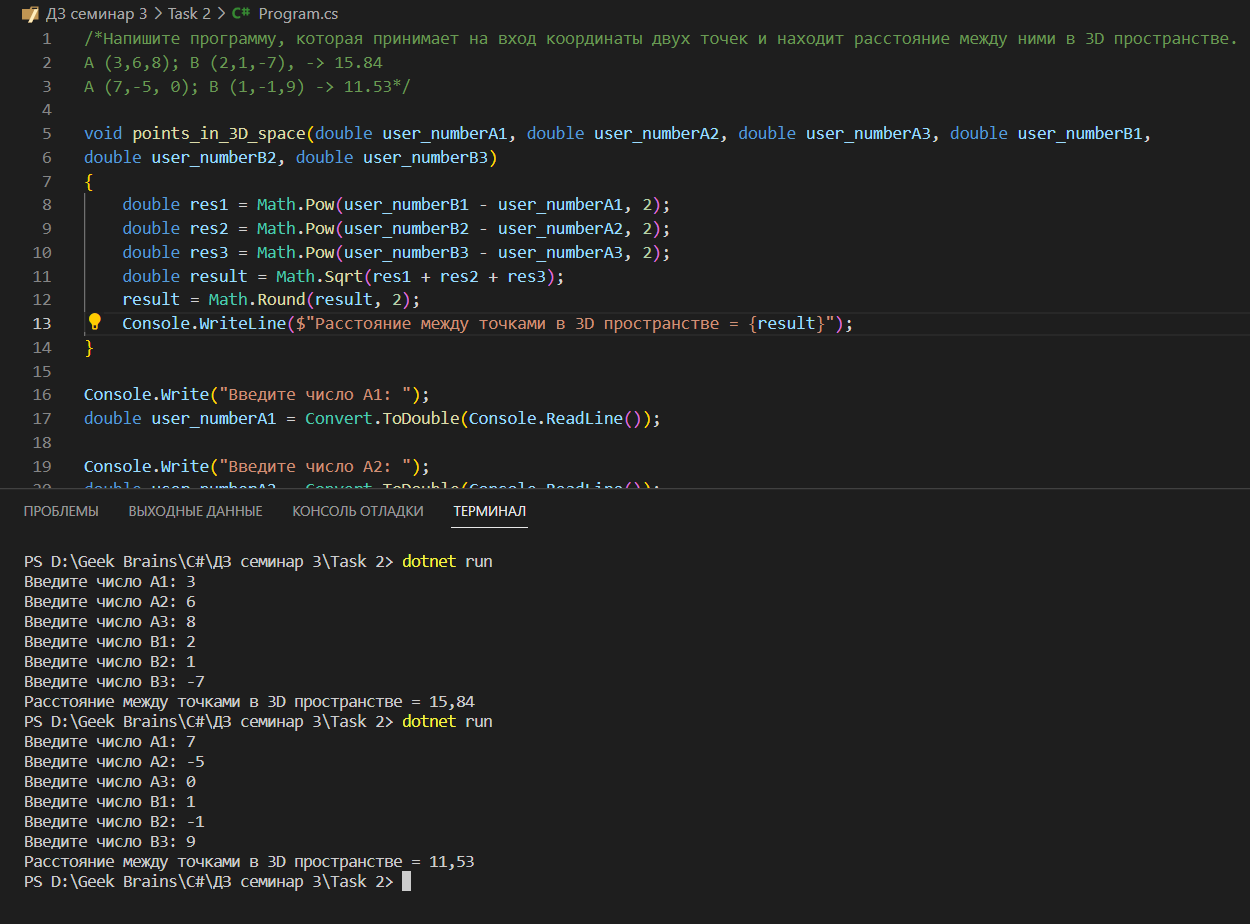 ДЗ семинар 3 > Task 2 > C# Program.cs
1 /*Напишите программу, которая принимает на вход координаты двух точек и находит расстояние между ними в 3D пространстве.
2 A (3,6,8); B (2,1,-7), -> 15.84
3 A (7,-5, 0); B (1,-1,9) -> 11.53*/
4
5 void points_in_3D_space(double user_numberA1, double user_numberA2, double user_numberA3, double user_numberB1,
6 double user_numberB2, double user_numberB3)
7 {
8 double res1 = Math.Pow(user_numberB1 - user_numberA1, 2);
9 double res2 = Math.Pow(user_numberB2 - user_numberA2, 2);
10 double res3 = Math.Pow(user_numberB3 - user_numberA3, 2);
11 double result = Math.Sqrt(res1 + res2 + res3);
12 result = Math.Round(result, 2);
13 Console.WriteLine($"Расстояние между точками в 3D пространстве = {result}");
14 }
15
16 Console.Write("Введите число A1: ");
17 double user_numberA1 = Convert.ToDouble(Console.ReadLine());
18
19 Console.Write("Введите число A2: ");
20 double user_numberA2 = Convert.ToDouble(Console.ReadLine());
ПРОБЛЕМЫ ВЫХОДНЫЕ ДАННЫЕ КОНСОЛЬ ОТЛАДКИ ТЕРМИНАЛ
PS D:\Geek Brains\C#\ДЗ семинар 3\Task 2> dotnet run
Введите число A1: 3
Введите число A2: 6
Введите число A3: 8
Введите число B1: 2
Введите число B2: 1
Введите число B3: -7
Расстояние между точками в 3D пространстве = 15,84
PS D:\Geek Brains\C#\ДЗ семинар 3\Task 2> dotnet run
Введите число A1: 7
Введите число A2: -5
Введите число A3: 0
Введите число B1: 1
Введите число B2: -1
Введите число B3: 9
Расстояние между точками в 3D пространстве = 11,53
PS D:\Geek Brains\C#\ДЗ семинар 3\Task 2>